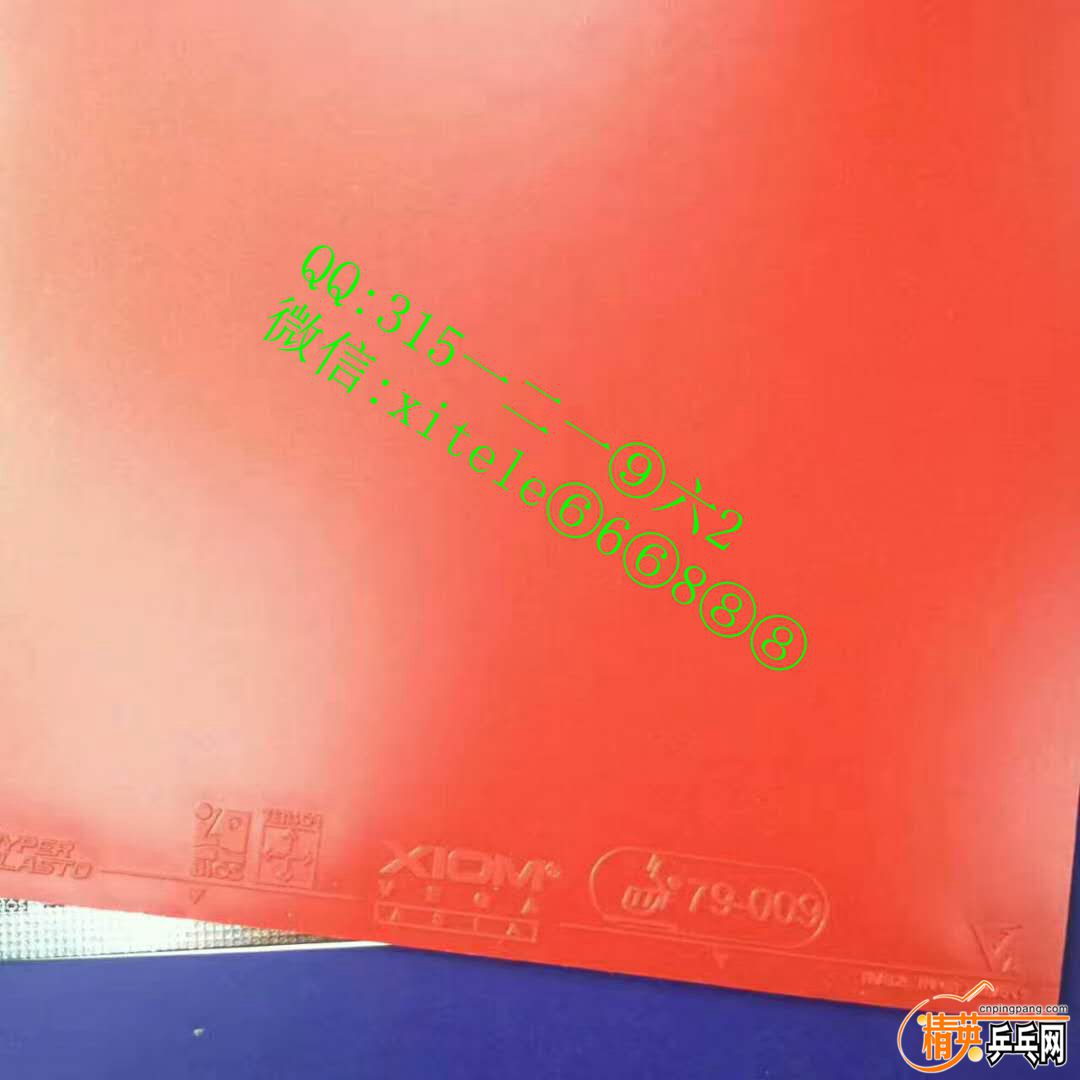 QQ:315一二一⑨六2
微信:xitele⑥6⑥8⑧⑧
HYPER
ELASTO
TENSOR
XIOM
VEGA
ASIA
79-009
cnpingpang.com
精英乒乓网